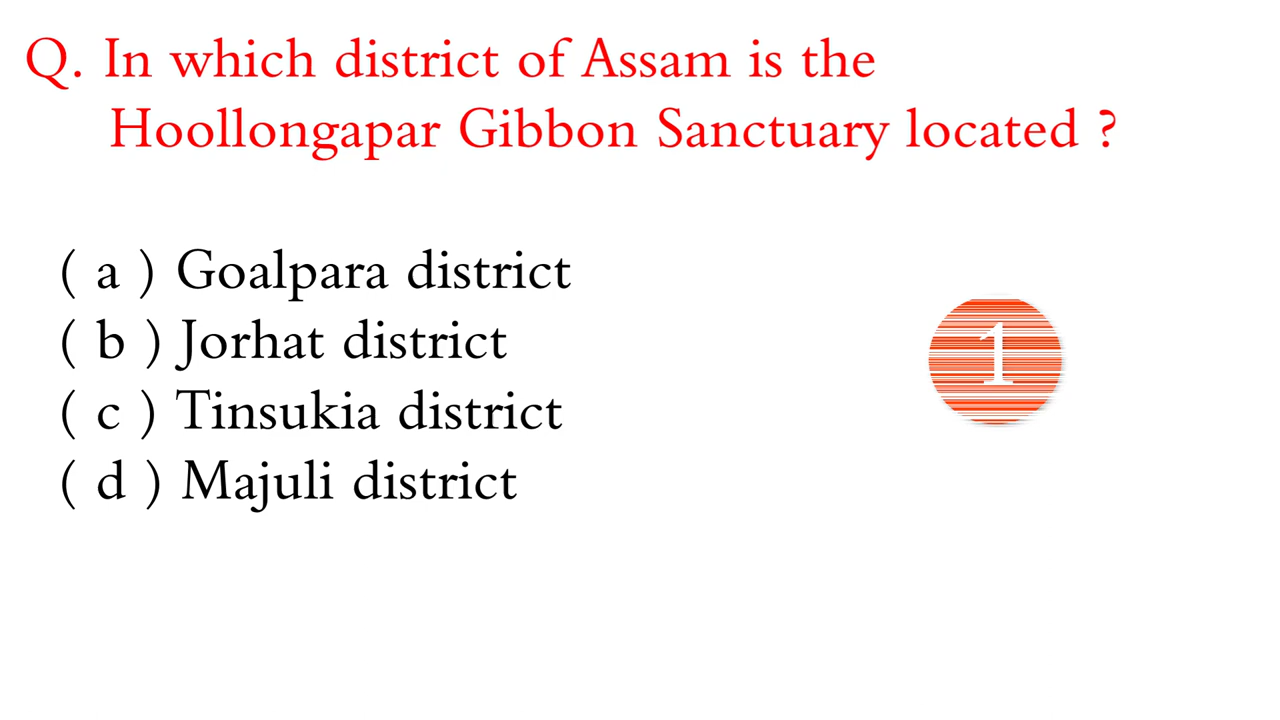 Q. In which district of Assam is the
Hoollongapar Gibbon Sanctuary located ?
( a ) Goalpara district
( b ) Jorhat district
( c ) Tinsukia district
( d ) Majuli district
1